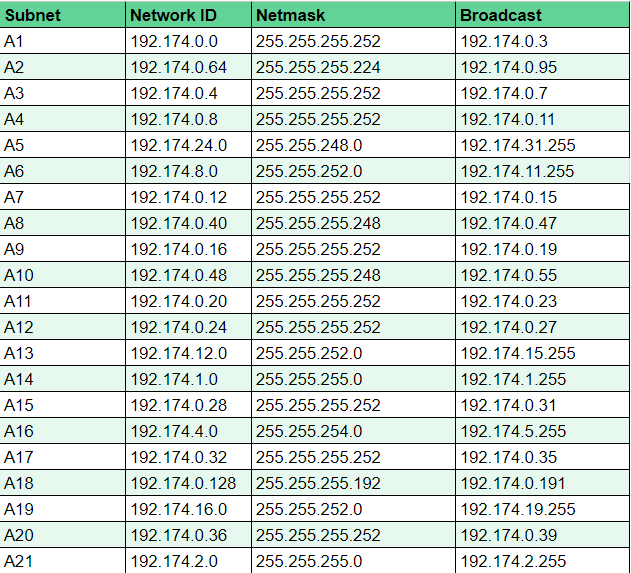 Subnet Network ID Netmask Broadcast
A1 192.174.0.0 255.255.255.252 192.174.0.3
A2 192.174.0.64 255.255.255.224 192.174.0.95
A3 192.174.0.4 255.255.255.252 192.174.0.7
A4 192.174.0.8 255.255.255.252 192.174.0.11
A5 192.174.24.0 255.255.248.0 192.174.31.255
A6 192.174.8.0 255.255.252.0 192.174.11.255
A7 192.174.0.12 255.255.255.252 192.174.0.15
A8 192.174.0.40 255.255.255.248 192.174.0.47
A9 192.174.0.16 255.255.255.252 192.174.0.19
A10 192.174.0.48 255.255.255.248 192.174.0.55
A11 192.174.0.20 255.255.255.252 192.174.0.23
A12 192.174.0.24 255.255.255.252 192.174.0.27
A13 192.174.12.0 255.255.252.0 192.174.15.255
A14 192.174.1.0 255.255.255.0 192.174.1.255
A15 192.174.0.28 255.255.255.252 192.174.0.31
A16 192.174.4.0 255.255.254.0 192.174.5.255
A17 192.174.0.32 255.255.255.252 192.174.0.35
A18 192.174.0.128 255.255.255.192 192.174.0.191
A19 192.174.16.0 255.255.252.0 192.174.19.255
A20 192.174.0.36 255.255.255.252 192.174.0.39
A21 192.174.2.0 255.255.255.0 192.174.2.255